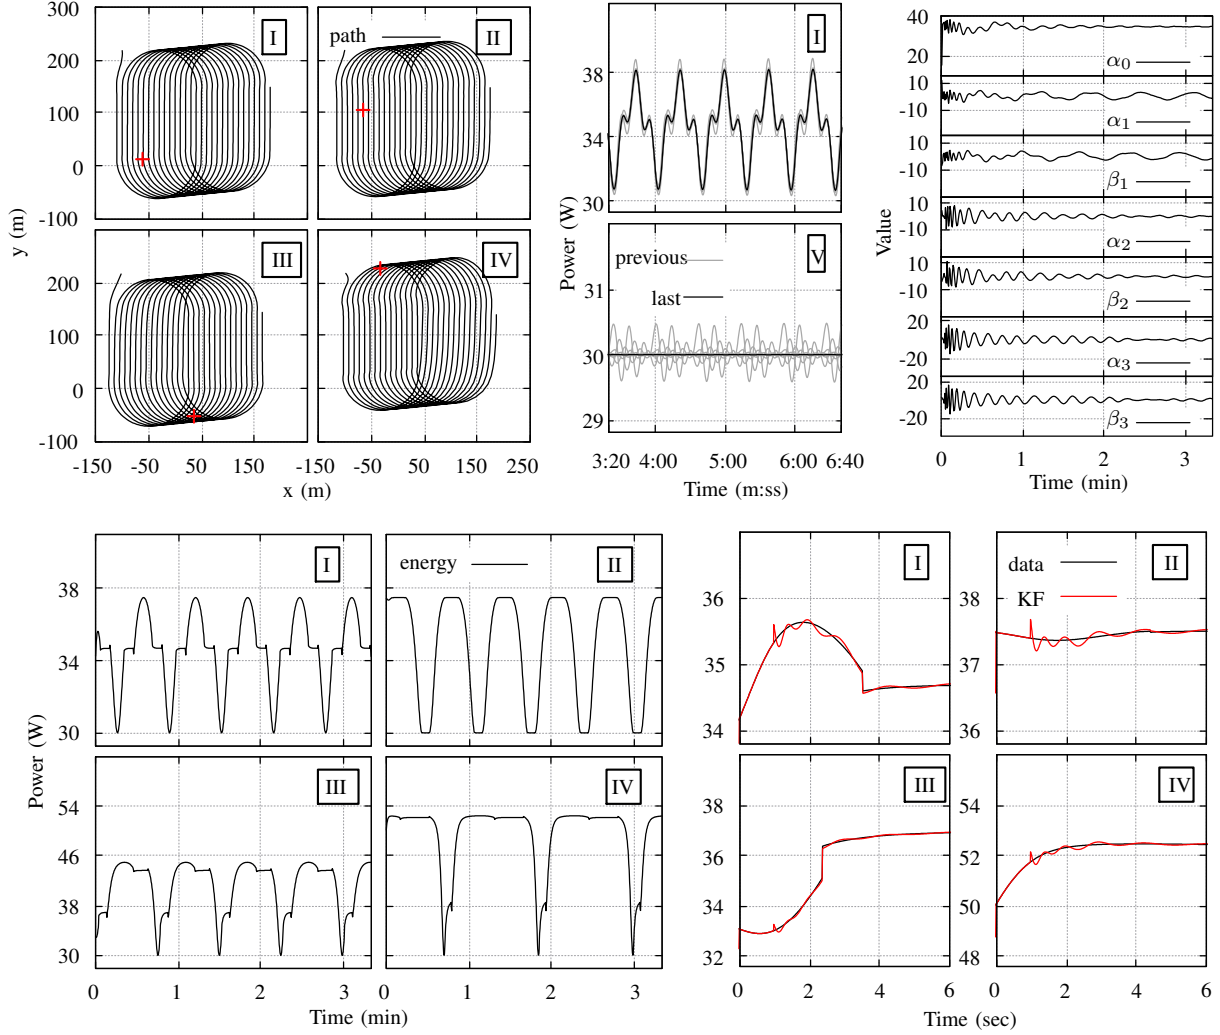 300
200
100
0
-100
200
100
0
-100
y (m)
I
path
II
III
IV
-150
-50
50
150
-150
-50
50
150
250
x (m)
38
34
30
31
30
29
Power (W)
I
previous
last
V
3:20
4:00
5:00
6:00
6:40
Time (m:ss)
40
20
10
-10
10
-10
10
-10
10
-10
20
-20
20
-20
Value
α0
α1
β1
α2
β2
α3
β3
0
1
2
3
Time (min)
38
34
30
54
46
38
30
Power (W)
I
energy
II
III
IV
0
1
2
3
0
1
2
3
Time (min)
36
35
34
38
36
34
32
I
III
38
37
36
54
52
50
48
data
KF
II
IV
0
2
4
6
0
2
4
6
Time (sec)